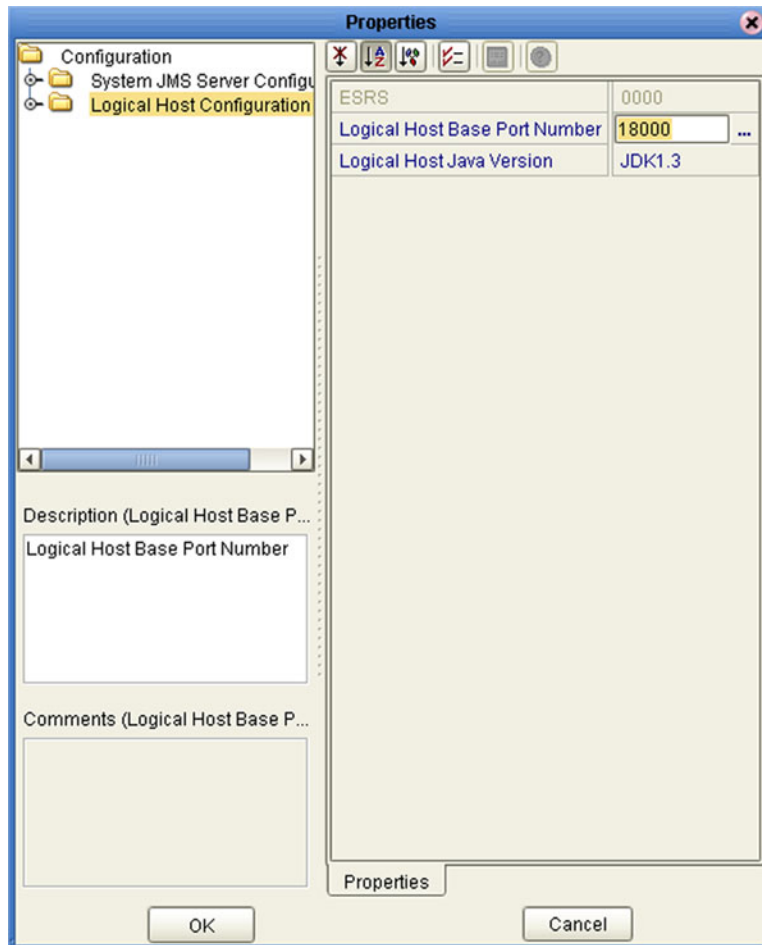 Properties
Configuration
System JMS Server Configu
Logical Host Configuration
ESRS 0000
Logical Host Base Port Number 18000 ...
Logical Host Java Version JDK1.3
Description (Logical Host Base P...
Logical Host Base Port Number
Comments (Logical Host Base P...
Properties
OK Cancel